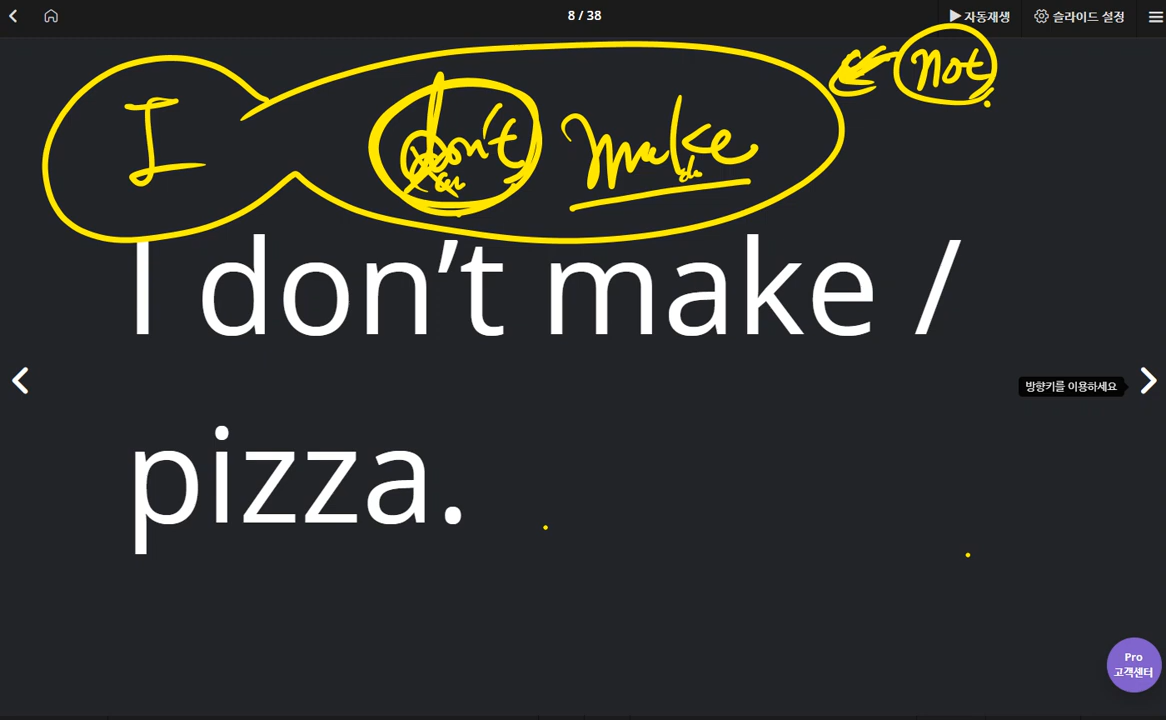 8 / 38
자동재생
슬라이드 설정
Not
I don't make
I don’t make /
pizza.
방향키를 이용하세요
Pro
고객센터